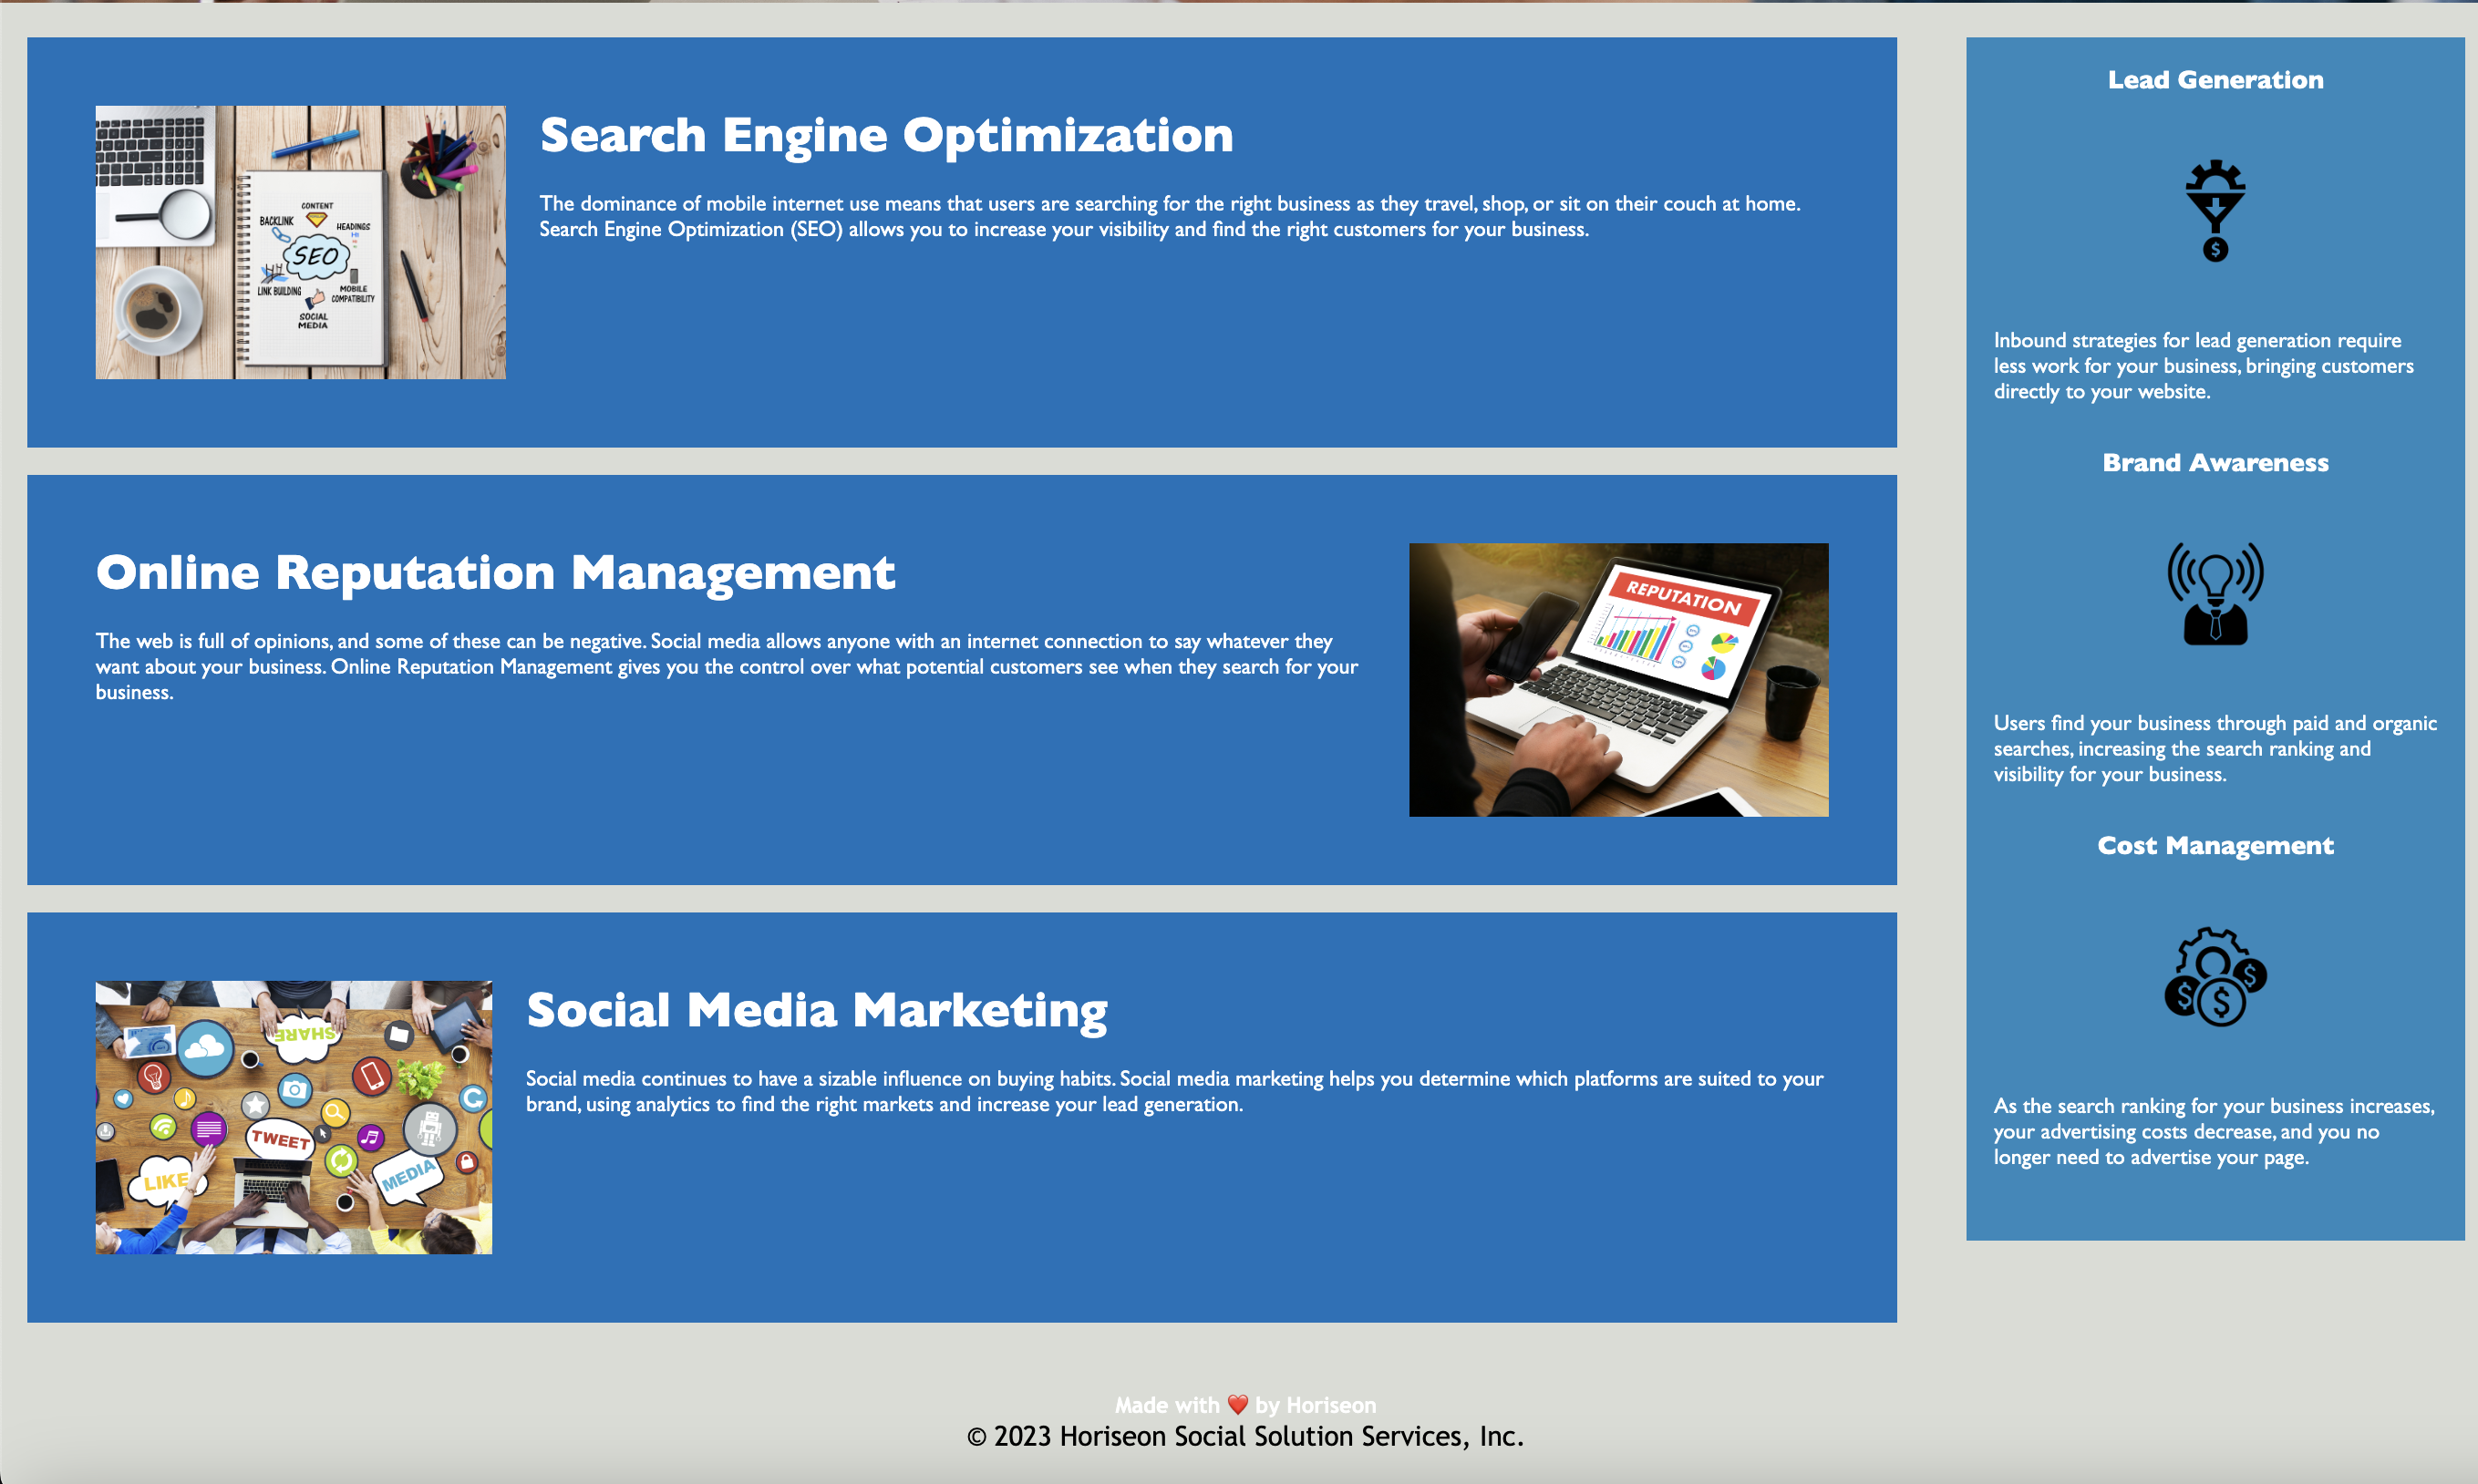 Search Engine Optimization
The dominance of mobile internet use means that users are searching for the right business as they travel, shop, or sit on their couch at home.
Search Engine Optimization (SEO) allows you to increase your visibility and find the right customers for your business.
CONTENT
BACKLINK
HEADINGS
SEO
LINK BUILDING
MOBILE
COMPATIBILITY
SOCIAL
MEDIA
Online Reputation Management
The web is full of opinions, and some of these can be negative. Social media allows anyone with an internet connection to say whatever they
want about your business. Online Reputation Management gives you the control over what potential customers see when they search for your
business.
REPUTATION
Social Media Marketing
Social media continues to have a sizable influence on buying habits. Social media marketing helps you determine which platforms are suited to your
brand, using analytics to find the right markets and increase your lead generation.
SHARE
TWEET
LIKE
MEDIA
Lead Generation
$
Inbound strategies for lead generation require
less work for your business, bringing customers
directly to your website.
Brand Awareness
Users find your business through paid and organic
searches, increasing the search ranking and
visibility for your business.
Cost Management
$ $ $
As the search ranking for your business increases,
your advertising costs decrease, and you no
longer need to advertise your page.
Made with ❤️ by Horiseon
© 2023 Horiseon Social Solution Services, Inc.